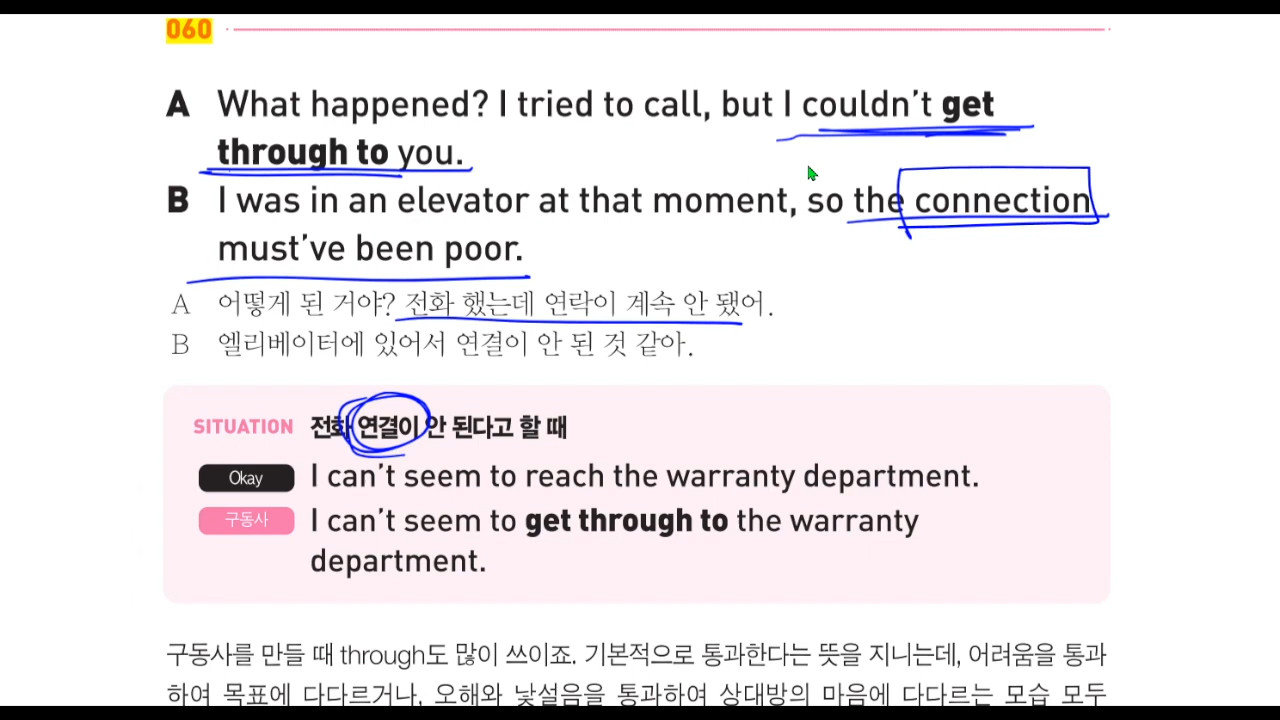 060
A What happened? I tried to call, but I couldn't get
through to you.
B I was in an elevator at that moment, so the connection
must've been poor.
A 어떻게 된 거야? 전화 했는데 연락이 계속 안 됐어.
B 엘리베이터에 있어서 연결이 안 된 것 같아.
SITUATION 전화 연결이 안 된다고 할 때
Okay I can't seem to reach the warranty department.
구동사 I can't seem to get through to the warranty
department.
구동사를 만들 때 through도 많이 쓰이죠. 기본적으로 통과한다는 뜻을 지니는데, 어려움을 통과
하여 목표에 다다르거나, 오해와 낯설음을 통과하여 상대방의 마음에 다다르는 모습 모두